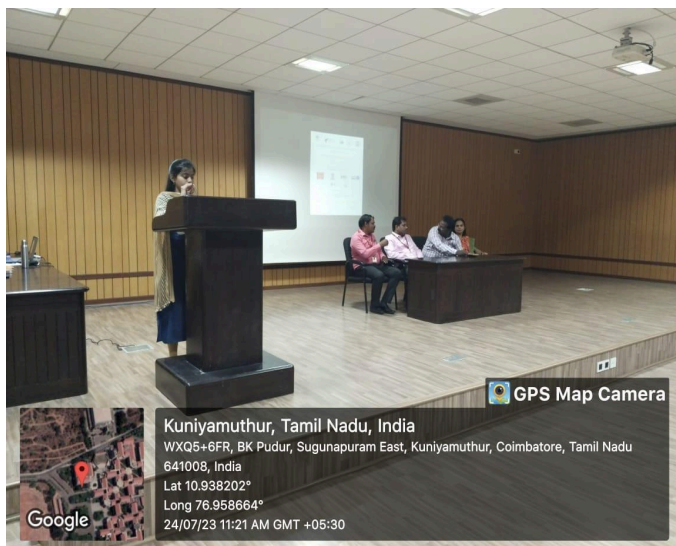 GPS Map Camera
Kuniyamuthur, Tamil Nadu, India
WXQ5+6FR, BK Pudur, Sugunapuram East, Kuniyamuthur, Coimbatore, Tamil Nadu
641008, India
Lat 10.938202°
Long 76.958664°
24/07/23 11:21 AM GMT +05:30
Google